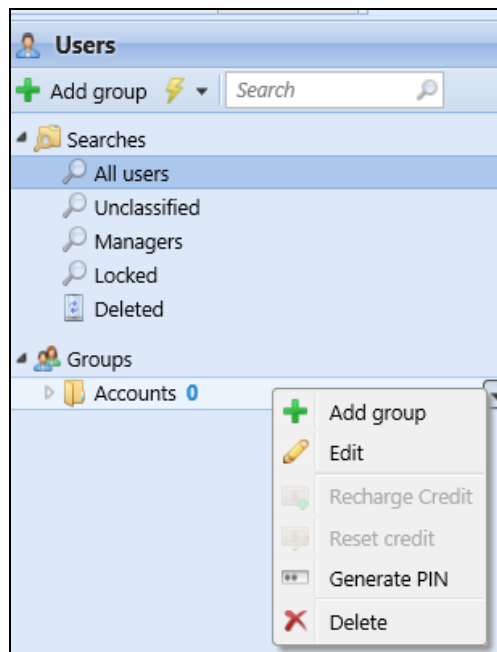 Users
Add group Search
Searches
All users
Unclassified
Managers
Locked
Deleted
Groups
Accounts 0
Add group
Edit
Recharge Credit
Reset credit
Generate PIN
Delete